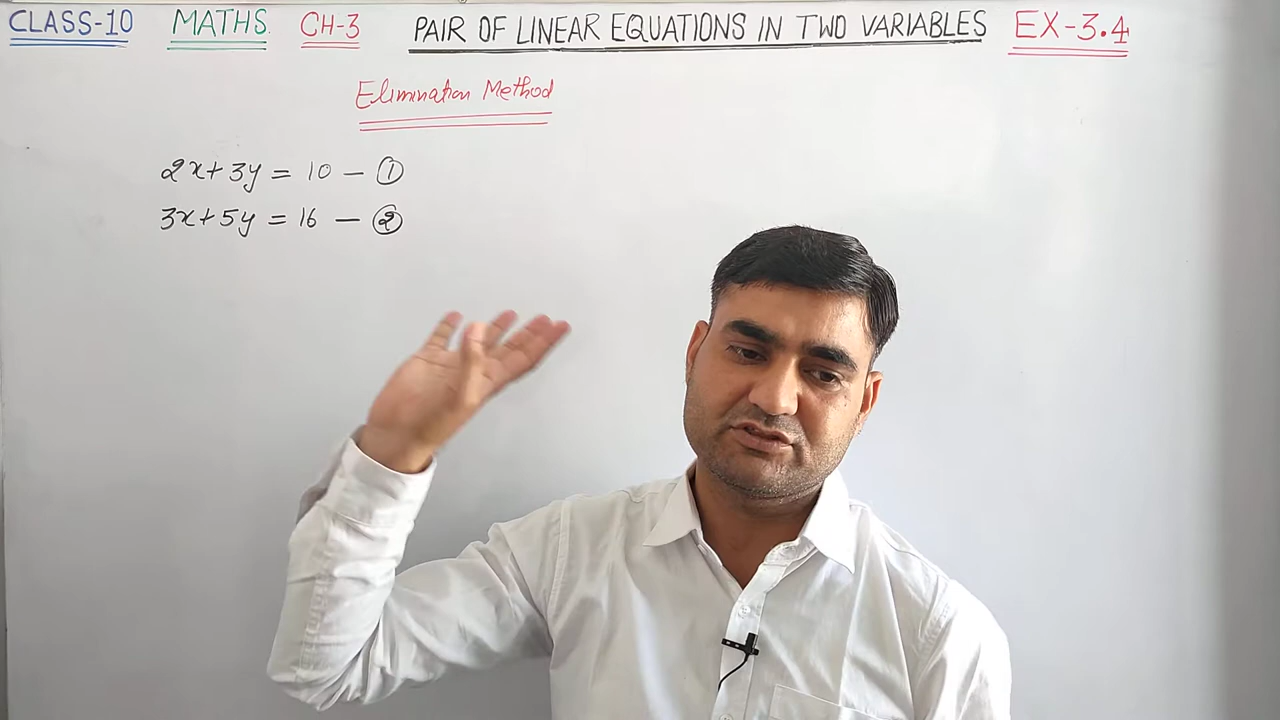 CLASS-10 MATHS. CH-3 PAIR OF LINEAR EQUATIONS IN TWO VARIABLES EX-3.4
Elimination Method
2x+3y = 10 — ①
3x+5y = 16 — ②